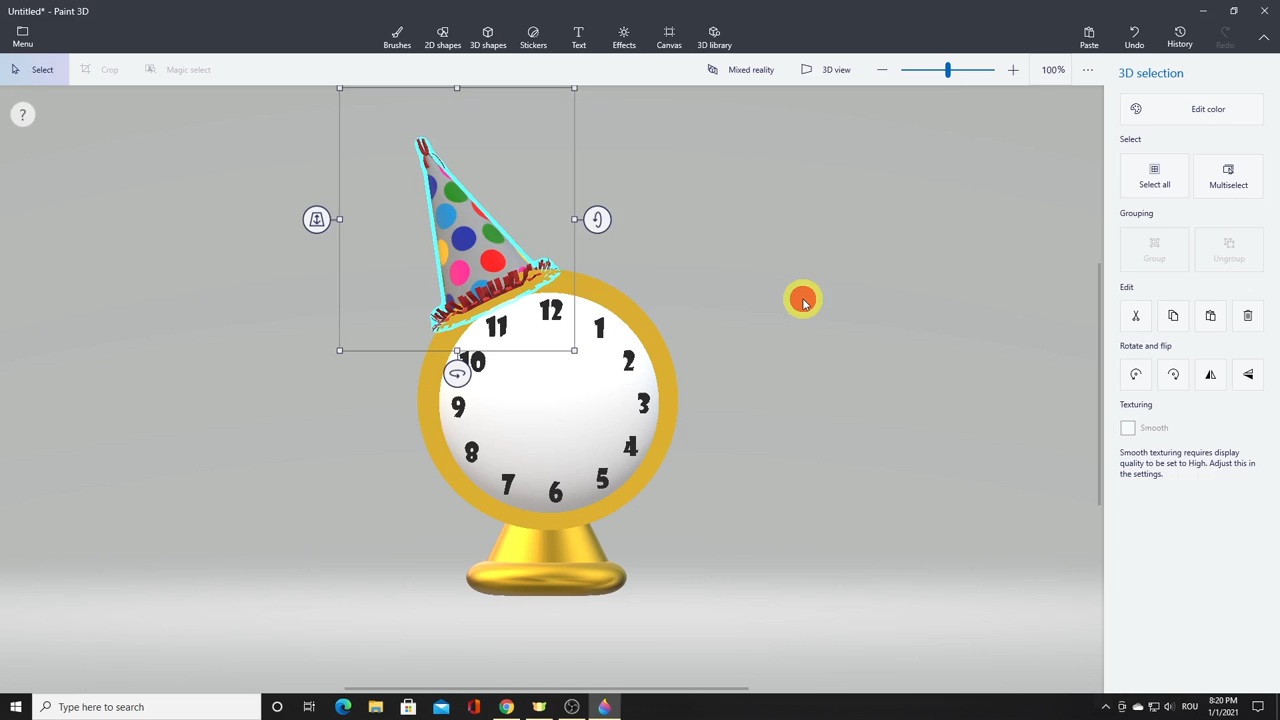 Untitled* - Paint 3D
Menu
Brushes
2D shapes
3D shapes
Stickers
Text
Effects
Canvas
3D library
Paste
Undo
History
Redo
Select
Crop
Magic select
Mixed reality
3D view
100%
?
3D selection
Edit color
Select
Select all
Multiselect
Grouping
Group
Ungroup
Edit
Rotate and flip
Texturing
Smooth
Smooth texturing requires display
quality to be set to High. Adjust this in
the settings.
12
11
1
10
2
9
3
8
4
7
5
6
Type here to search
ROU
8:20 PM
1/1/2021